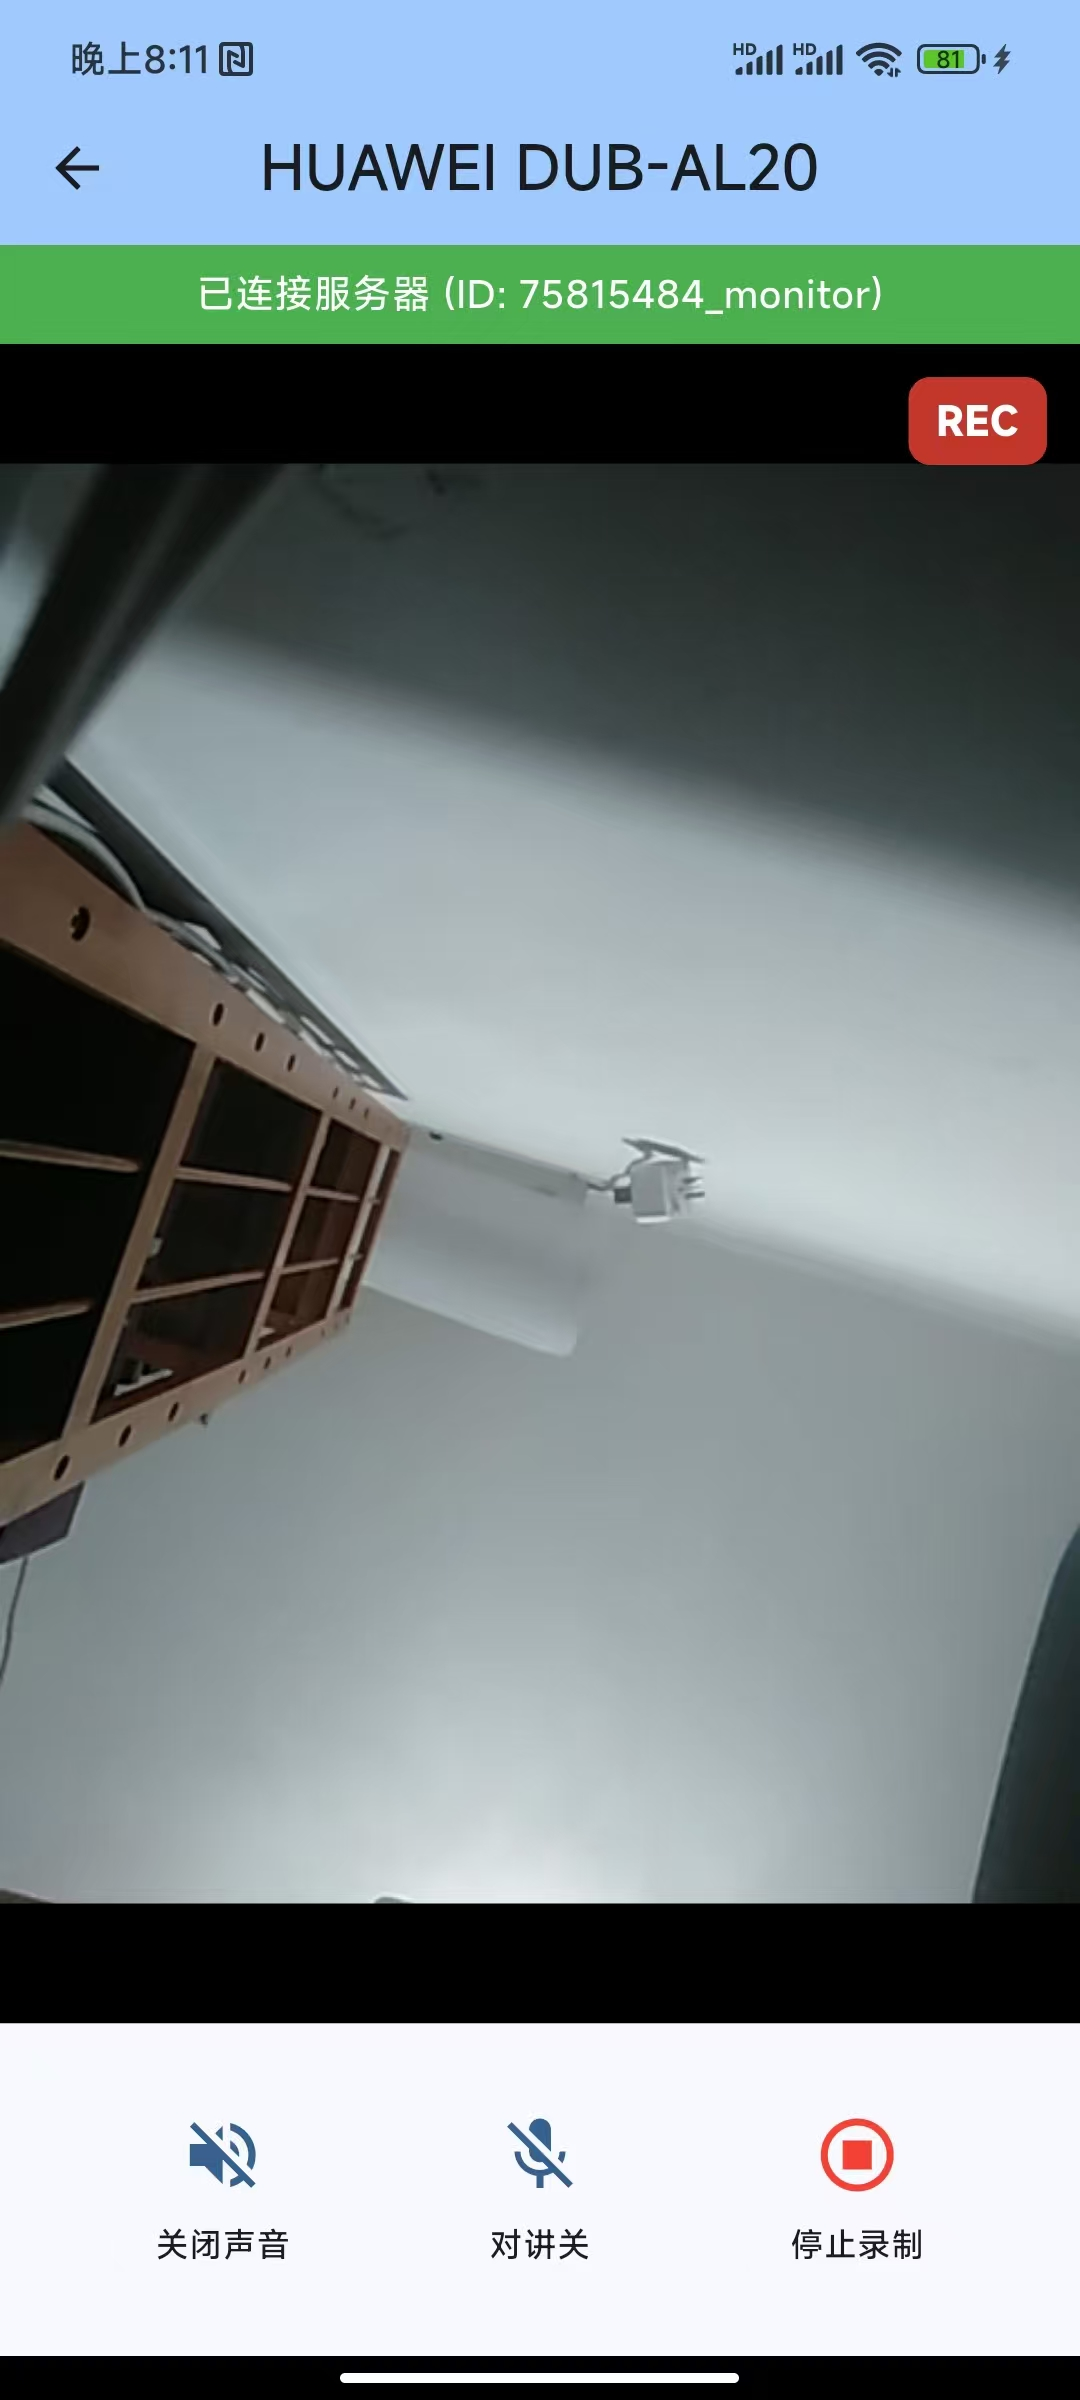 晚上8:11
HD HD 81
HUAWEI DUB-AL20
已连接服务器 (ID: 75815484_monitor)
REC
关闭声音 对讲关 停止录制